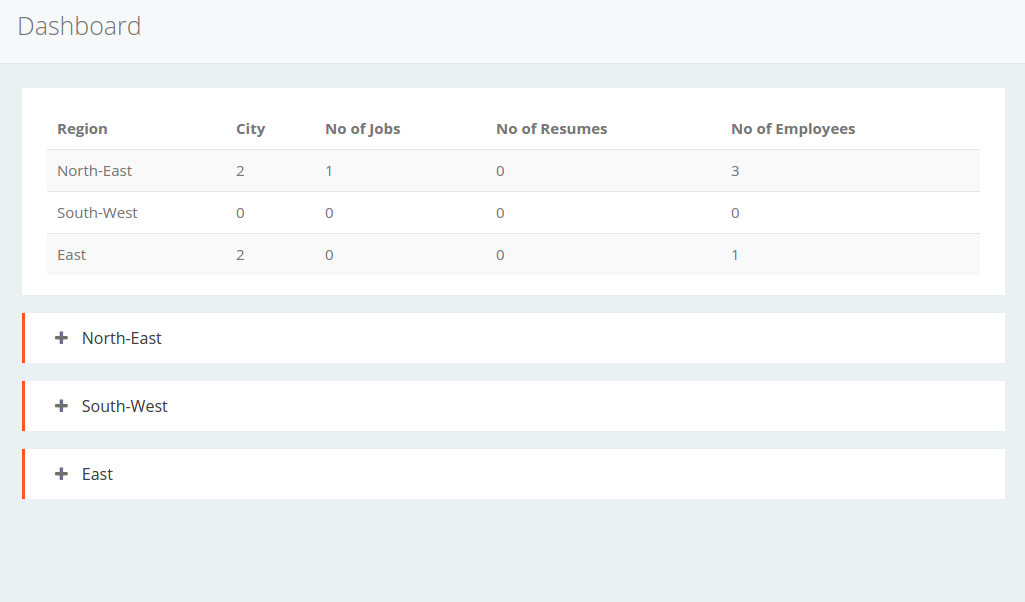 Dashboard
Region City No of Jobs No of Resumes No of Employees
North-East 2 1 0 3
South-West 0 0 0 0
East 2 0 0 1
North-East
South-West
East